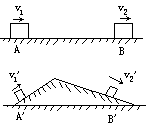 v₁ v₂
A B
v₁′ v₂′
A′ B′